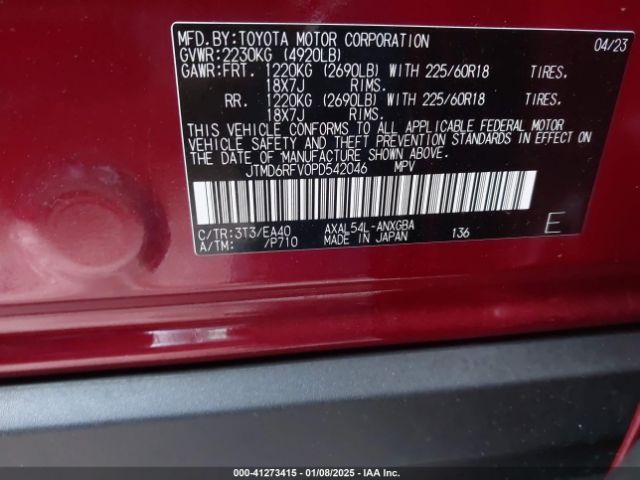 MFD.BY:TOYOTA MOTOR CORPORATION 04/23
GVWR:2230KG (4920LB)
GAWR:FRT. 1220KG (2690LB) WITH 225/60R18 TIRES.
18X7J RIMS.
RR. 1220KG (2690LB) WITH 225/60R18 TIRES.
18X7J RIMS.
THIS VEHICLE CONFORMS TO ALL APPLICABLE FEDERAL MOTOR
VEHICLE SAFETY AND THEFT PREVENTION STANDARDS IN EFFECT ON
THE DATE OF MANUFACTURE SHOWN ABOVE.
JTMD6RFV0PD542046 MPV
C/TR:3T3/EA40 AXAL54L-ANXGBA
A/TM: /P710 MADE IN JAPAN 136
E
000-41273415 - 01/08/2025 - IAA Inc.